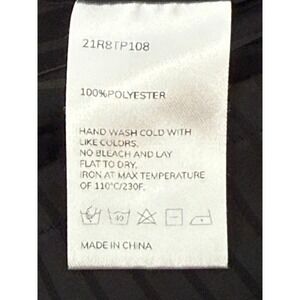 21R8TP108
100%POLYESTER
HAND WASH COLD WITH
LIKE COLORS.
NO BLEACH AND LAY
FLAT TO DRY.
IRON AT MAX TEMPERATURE
OF 110°C/230F.
40
MADE IN CHINA